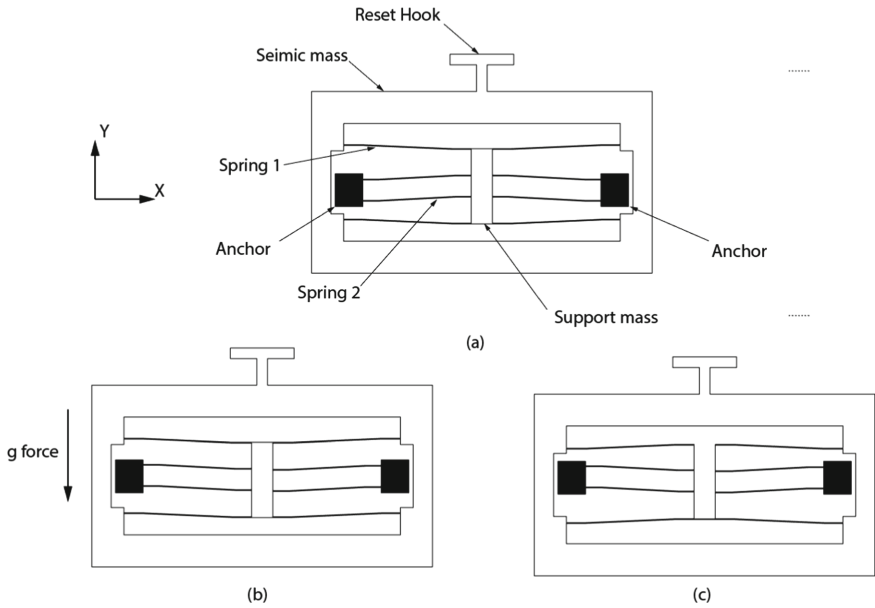 Reset Hook
Seimic mass
Y
X
Spring 1
Anchor
Anchor
Spring 2
Support mass
(a)
g force
(b)
(c)